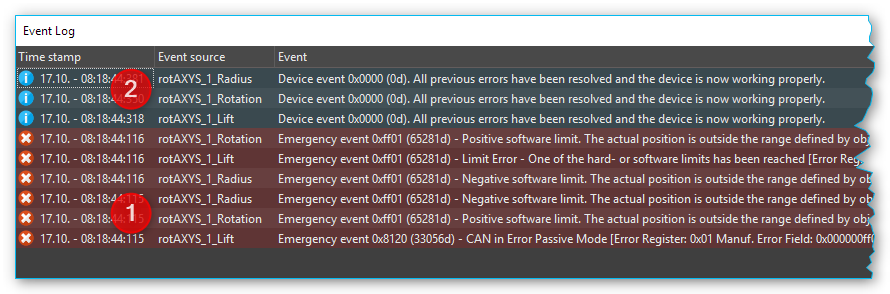 Event Log
Time stamp Event source Event
17.10. - 08:18:44: rotAXYS_1_Radius Device event 0x0000 (0d). All previous errors have been resolved and the device is now working properly.
2
17.10. - 08:18:44: rotAXYS_1_Rotation Device event 0x0000 (0d). All previous errors have been resolved and the device is now working properly.
17.10. - 08:18:44:318 rotAXYS_1_Lift Device event 0x0000 (0d). All previous errors have been resolved and the device is now working properly.
17.10. - 08:18:44:116 rotAXYS_1_Rotation Emergency event 0xff01 (65281d) - Positive software limit. The actual position is outside the range defined by obj
17.10. - 08:18:44:116 rotAXYS_1_Lift Emergency event 0xff01 (65281d) - Limit Error - One of the hard- or software limits has been reached [Error Reg
17.10. - 08:18:44:116 rotAXYS_1_Radius Emergency event 0xff01 (65281d) - Negative software limit. The actual position is outside the range defined by ob
17.10. - 08:18:44:115 rotAXYS_1_Radius Emergency event 0xff01 (65281d) - Negative software limit. The actual position is outside the range defined by obj
1
17.10. - 08:18:44: rotAXYS_1_Rotation Emergency event 0xff01 (65281d) - Positive software limit. The actual position is outside the range defined by obj
17.10. - 08:18:44:115 rotAXYS_1_Lift Emergency event 0x8120 (33056d) - CAN in Error Passive Mode [Error Register: 0x01 Manuf. Error Field: 0x000000ff0